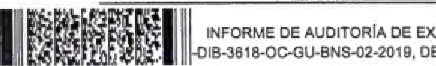 INFORME DE AUDITORÍA DE EX
-DIB-3618-OC-GU-BNS-02-2019, DE